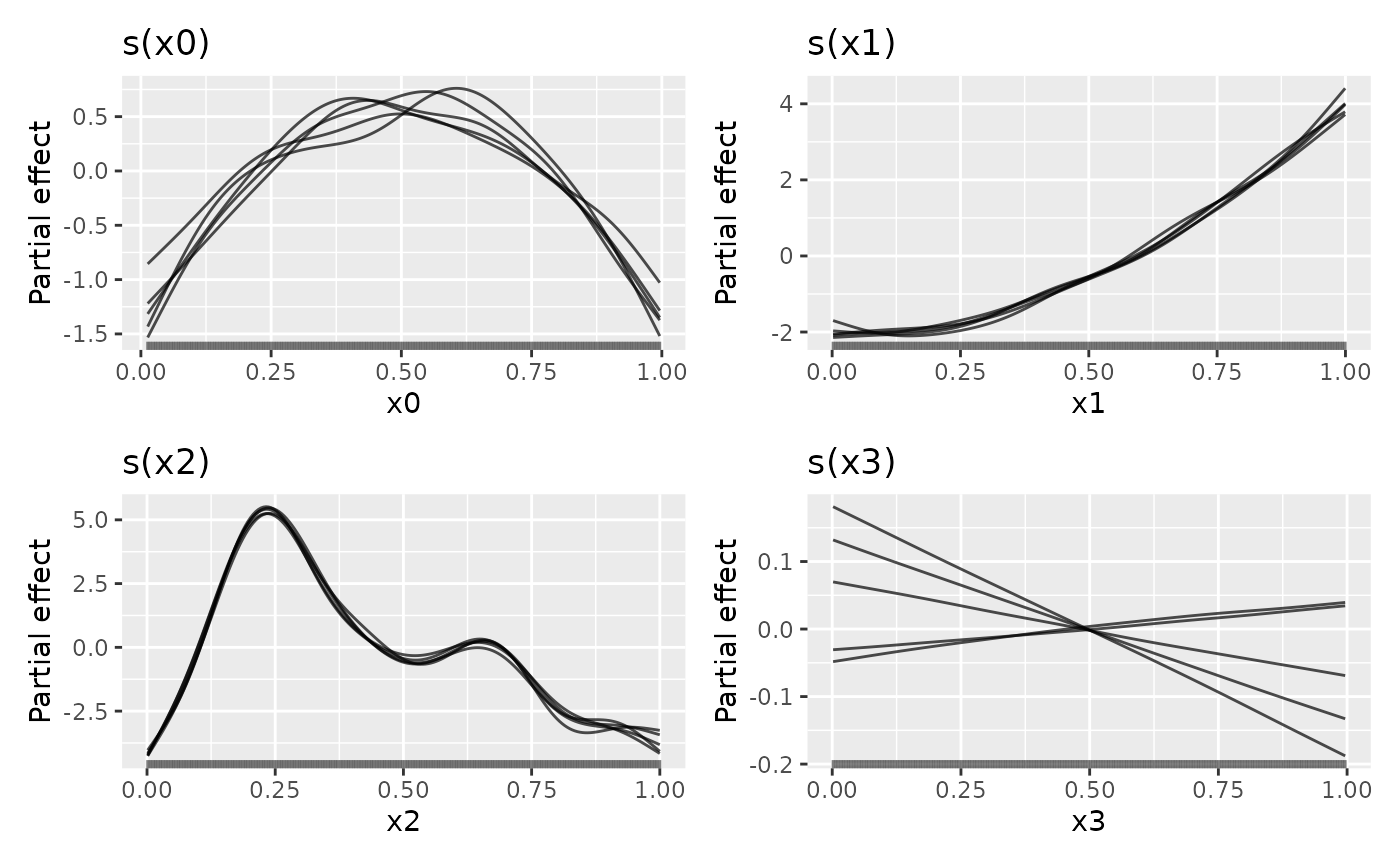 s(x0)
Partial effect
0.5
0.0
-0.5
-1.0
-1.5
0.00 0.25 0.50 0.75 1.00
x0
s(x1)
Partial effect
4
2
0
-2
0.00 0.25 0.50 0.75 1.00
x1
s(x2)
Partial effect
5.0
2.5
0.0
-2.5
0.00 0.25 0.50 0.75 1.00
x2
s(x3)
Partial effect
0.1
0.0
-0.1
-0.2
0.00 0.25 0.50 0.75 1.00
x3